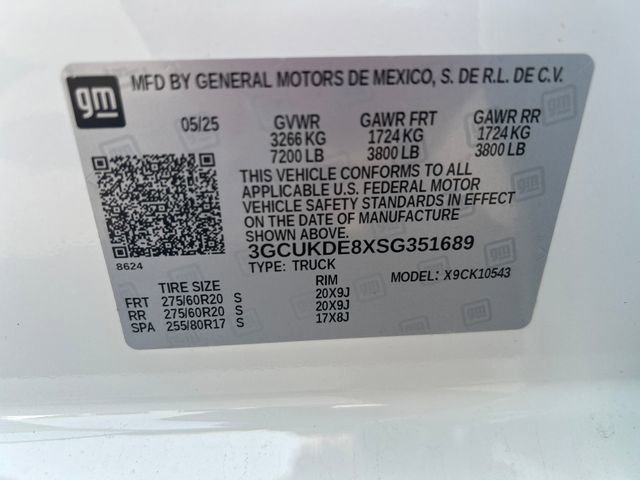 gm
MFD BY GENERAL MOTORS DE MEXICO, S. DE R.L. DE C.V.
05/25 GVWR GAWR FRT GAWR RR
3266 KG 1724 KG 1724 KG
7200 LB 3800 LB 3800 LB
THIS VEHICLE CONFORMS TO ALL
APPLICABLE U.S. FEDERAL MOTOR
VEHICLE SAFETY STANDARDS IN EFFECT
ON THE DATE OF MANUFACTURE
SHOWN ABOVE.
3GCUKDE8XSG351689
8624
TYPE: TRUCK MODEL: X9CK10543
TIRE SIZE RIM
FRT 275/60R20 S 20X9J
RR 275/60R20 S 20X9J
SPA 255/80R17 S 17X8J